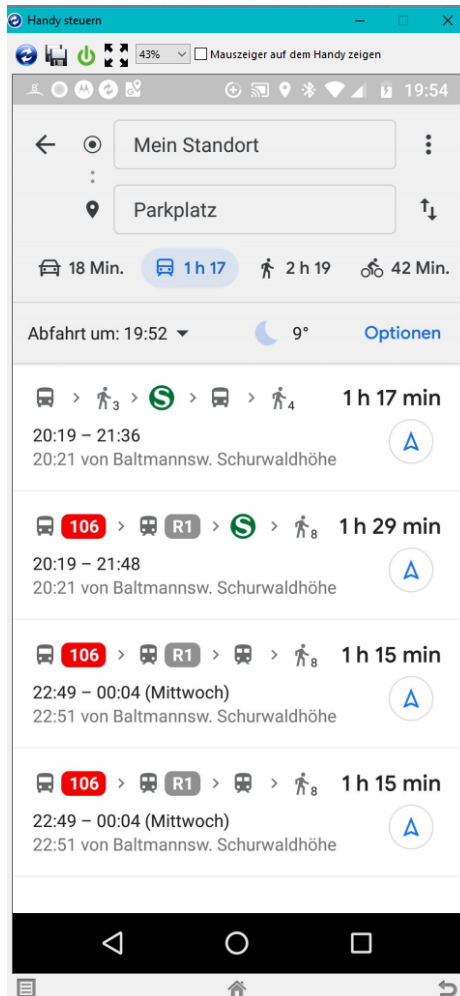 Handy steuern
43% Mauszeiger auf dem Handy zeigen
19:54
Mein Standort
Parkplatz
18 Min. 1 h 17 2 h 19 42 Min.
Abfahrt um: 19:52 9° Optionen
3 S 4 1 h 17 min
20:19 – 21:36
20:21 von Baltmannsw. Schurwaldhöhe
106 R1 S 8 1 h 29 min
20:19 – 21:48
20:21 von Baltmannsw. Schurwaldhöhe
106 R1 8 1 h 15 min
22:49 – 00:04 (Mittwoch)
22:51 von Baltmannsw. Schurwaldhöhe
106 R1 8 1 h 15 min
22:49 – 00:04 (Mittwoch)
22:51 von Baltmannsw. Schurwaldhöhe